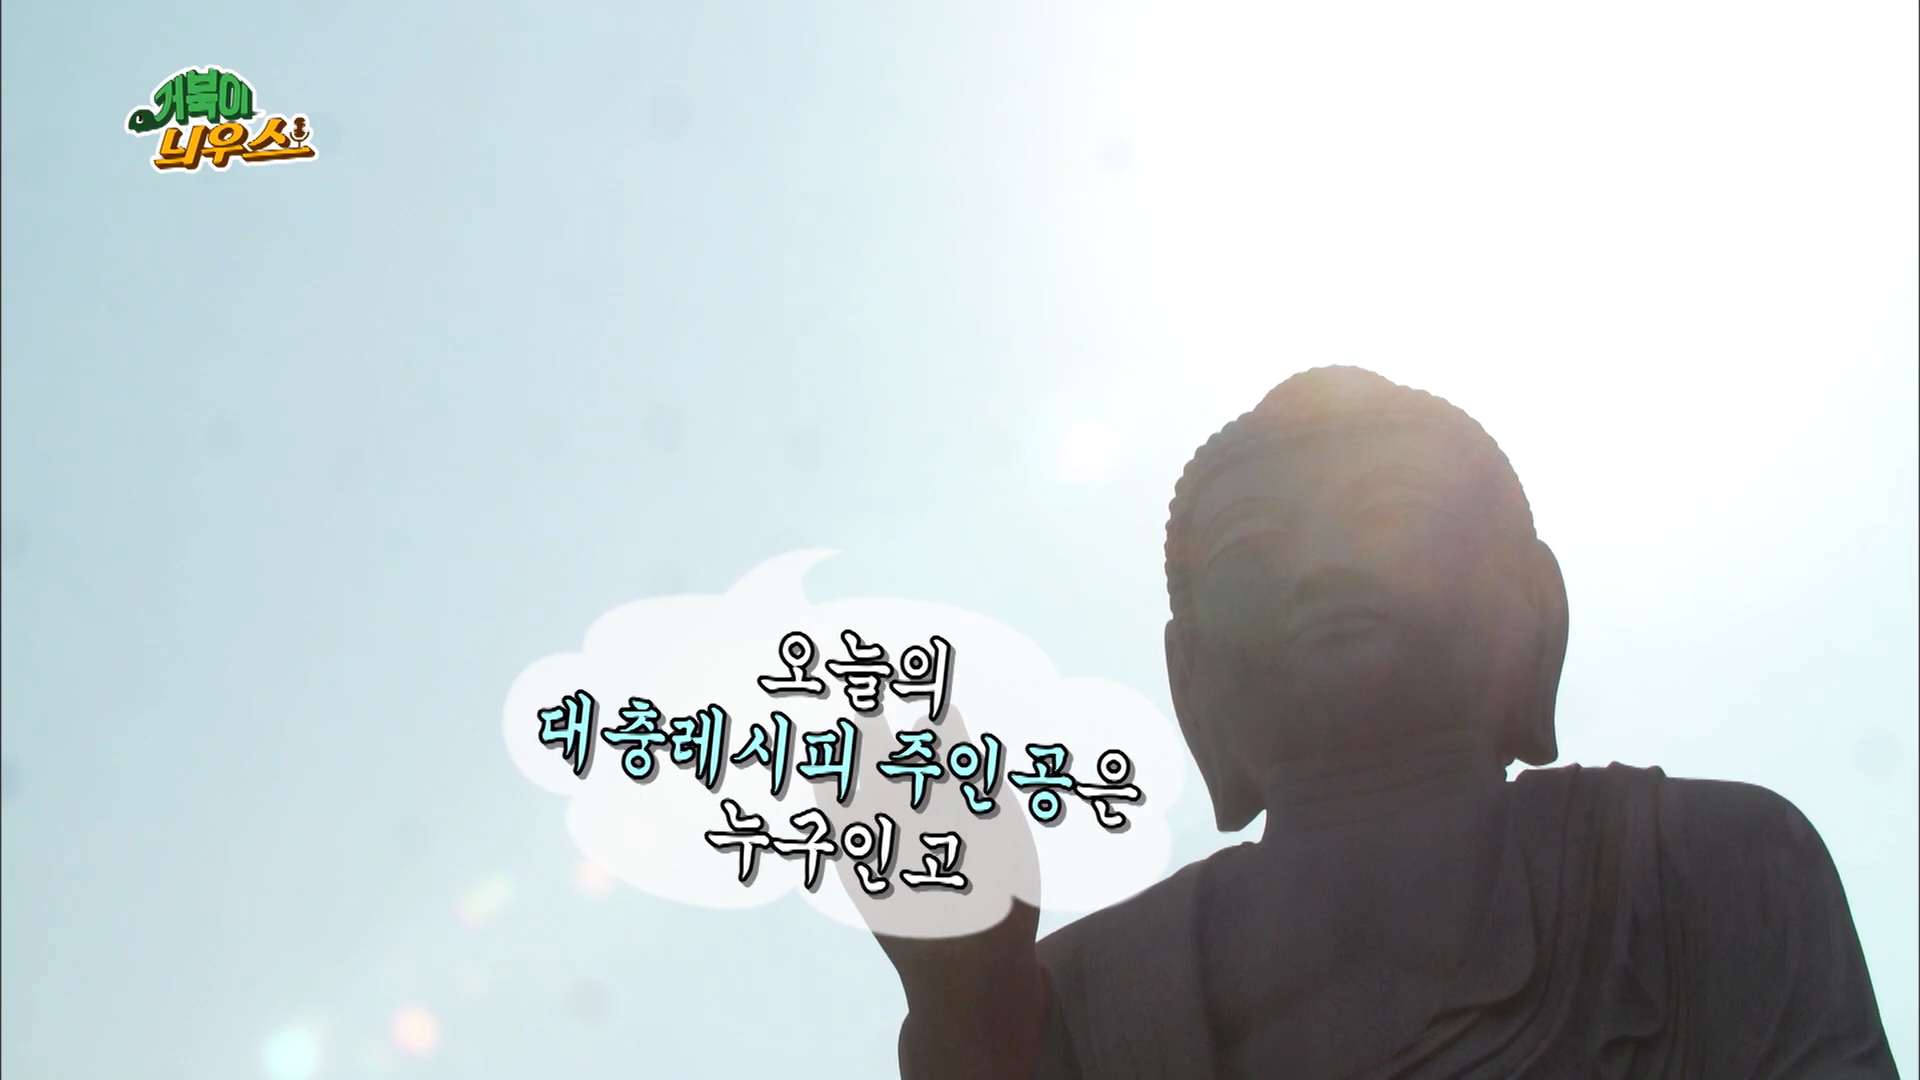 거북이
늬우스
오늘의
대충레시피 주인공은
누구인고